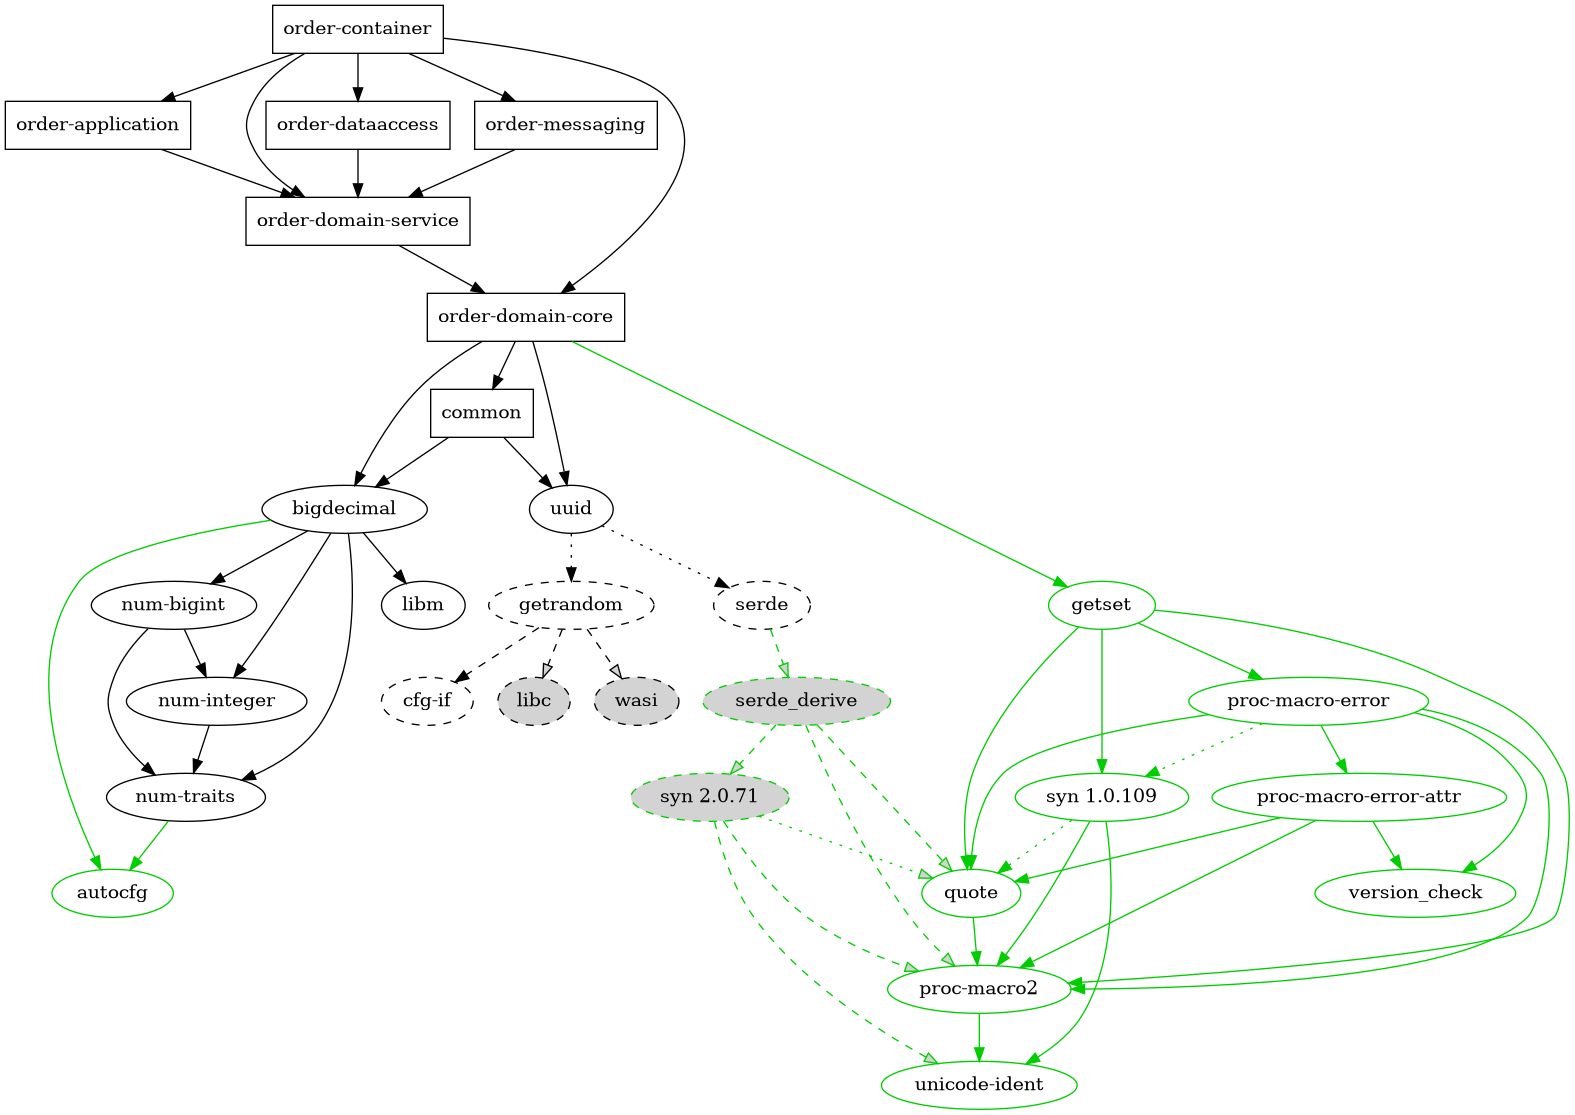 order-container
order-application
order-dataaccess
order-messaging
order-domain-service
order-domain-core
common
bigdecimal
uuid
num-bigint
libm
getrandom
serde
getset
num-integer
cfg-if
libc
wasi
serde_derive
proc-macro-error
num-traits
syn 2.0.71
syn 1.0.109
proc-macro-error-attr
autocfg
quote
version_check
proc-macro2
unicode-ident